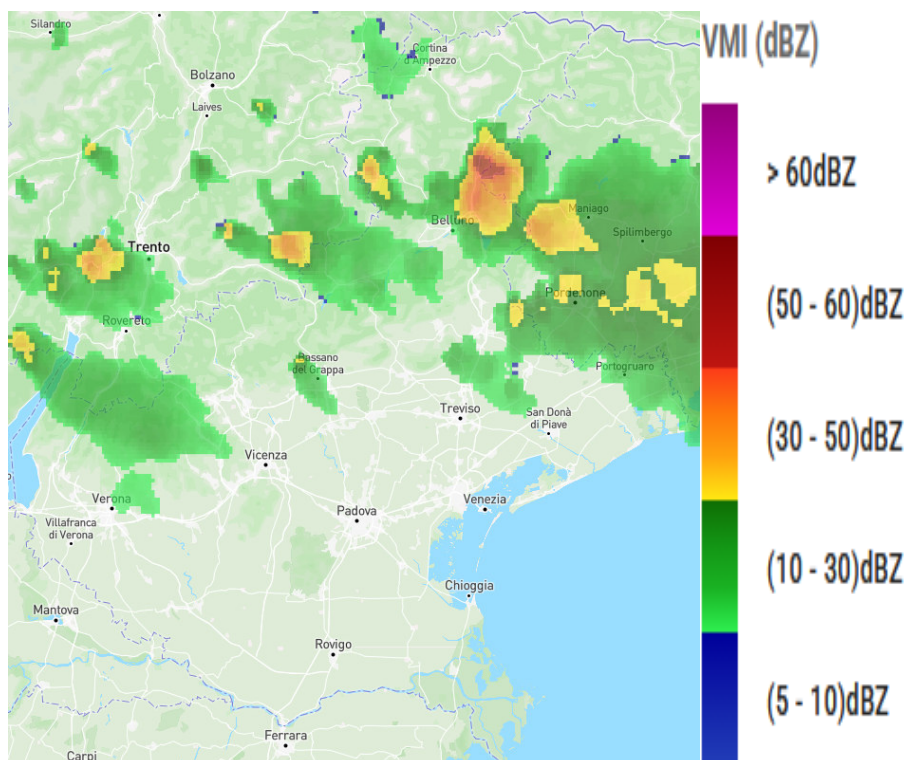 Silandro
Cortina
d'Ampezzo
Bolzano
Laives
Trento
Belluno
Maniago
Spilimbergo
Pordenone
Rovereto
Bassano
del Grappa
Portogruaro
Treviso
San Donà
di Piave
Vicenza
Verona
Padova
Venezia
Villafranca
di Verona
Chioggia
Mantova
Rovigo
Ferrara
Carpi
VMI (dBZ)
> 60dBZ
(50 - 60)dBZ
(30 - 50)dBZ
(10 - 30)dBZ
(5 - 10)dBZ